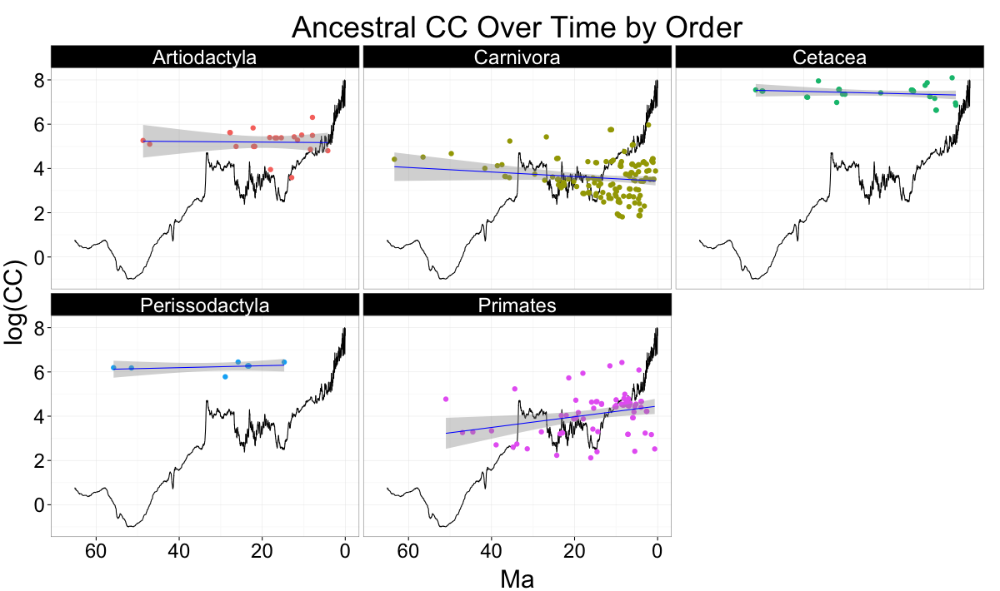 Ancestral CC Over Time by Order
Artiodactyla Carnivora Cetacea
8
6
4
2
0
log(CC)
Perissodactyla Primates
8
6
4
2
0
60 40 20 0 60 40 20 0
Ma